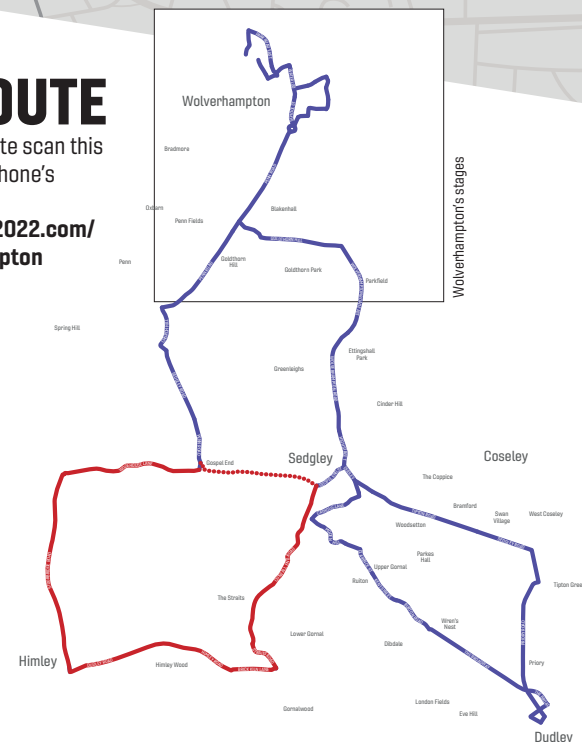 OUTE
te scan this
hone's
2022.com/
pton
Wolverhampton
Bradmore
Oxbarn
Penn Fields
Blakenhall
Penn
Goldthorn
Hill
Goldthorn Park
Parkfield
Wolverhampton's stages
Spring Hill
Ettingshall
Park
Greenleighs
Cinder Hill
Gospel End
Sedgley
Coseley
The Coppice
Bramford
Swan
Village
West Coseley
Woodsetton
Parkes
Hall
Upper Gornal
Ruiton
Tipton Gree
The Straits
Wren's
Nest
Lower Gornal
Dibdale
Himley
Himley Wood
Priory
Gornalwood
London Fields
Eve Hill
Dudley